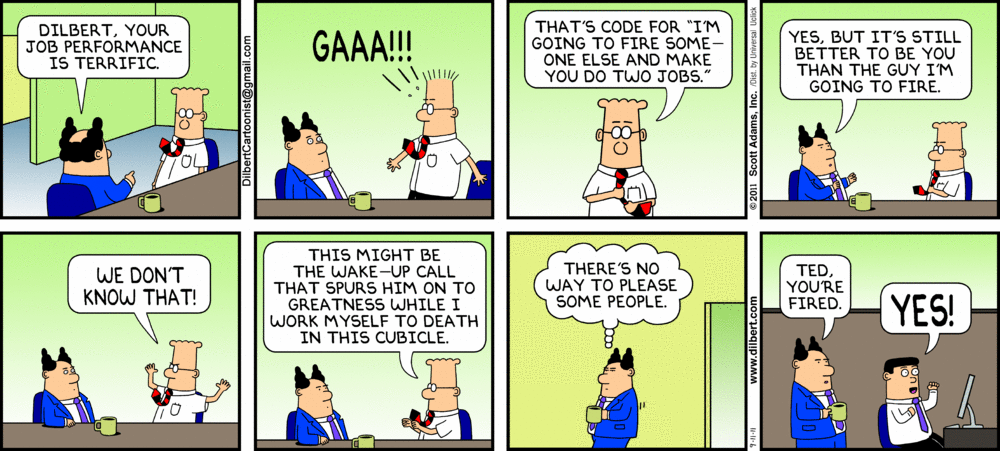 DILBERT, YOUR
JOB PERFORMANCE
IS TERRIFIC.
DilbertCartoonist@gmail.com
GAAA!!!
THAT'S CODE FOR "I'M
GOING TO FIRE SOME-
ONE ELSE AND MAKE
YOU DO TWO JOBS."
© 2011 Scott Adams, Inc. /Dist. by Universal Uclick
YES, BUT IT'S STILL
BETTER TO BE YOU
THAN THE GUY I'M
GOING TO FIRE.
WE DON'T
KNOW THAT!
THIS MIGHT BE
THE WAKE-UP CALL
THAT SPURS HIM ON TO
GREATNESS WHILE I
WORK MYSELF TO DEATH
IN THIS CUBICLE.
THERE'S NO
WAY TO PLEASE
SOME PEOPLE.
www.dilbert.com
9-11-11
TED,
YOU'RE
FIRED.
YES!